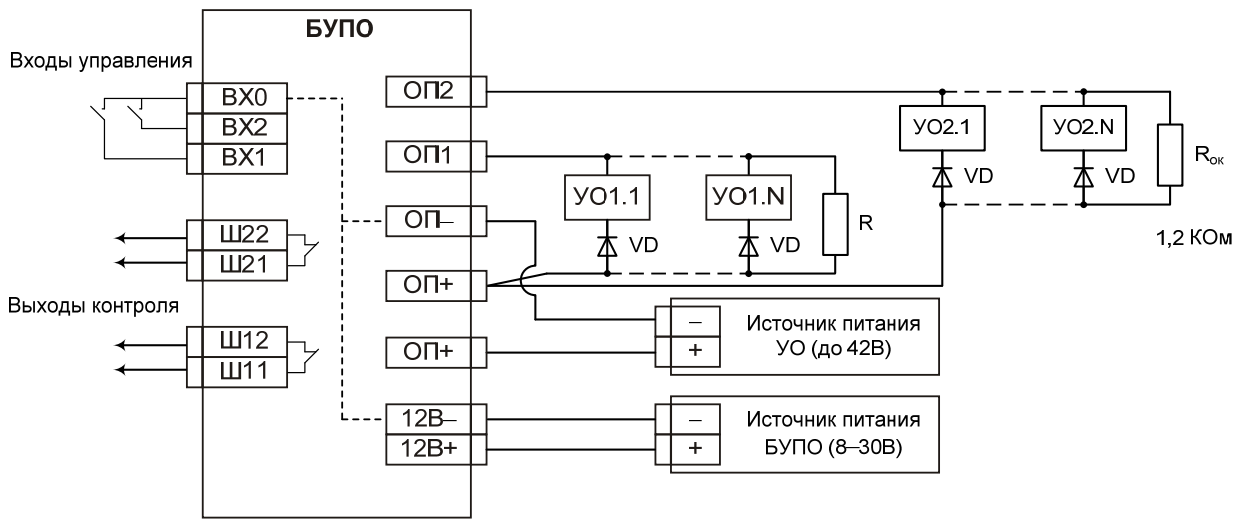 БУПО
Входы управления
ВХ0
ВХ2
ВХ1
Ш22
Ш21
Выходы контроля
Ш12
Ш11
ОП2
ОП1
ОП–
ОП+
ОП+
12В–
12В+
УО1.1
VD
УО1.N
VD
R
УО2.1
VD
УО2.N
VD
Rок
1,2 КОм
–
+
Источник питания
УО (до 42В)
–
+
Источник питания
БУПО (8–30В)